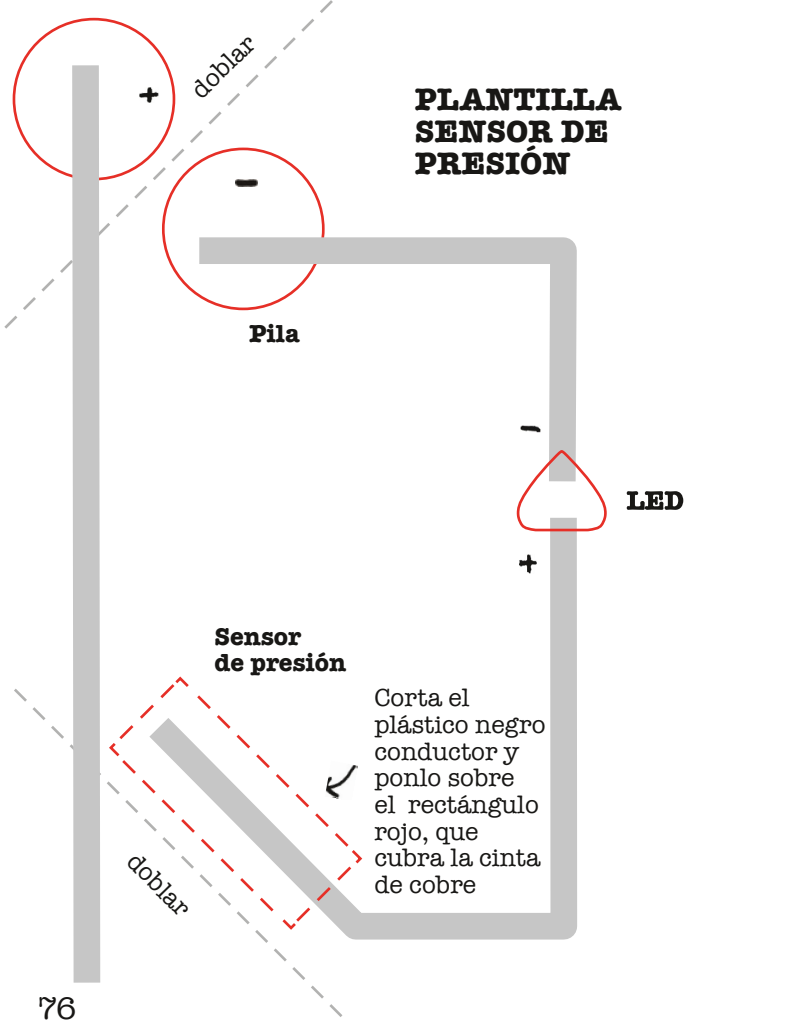 +
doblar
PLANTILLA
SENSOR DE
PRESIÓN
-
Pila
-
LED
+
Sensor
de presión
Corta el
plástico negro
conductor y
ponlo sobre
el rectángulo
rojo, que
cubra la cinta
de cobre
doblar
76